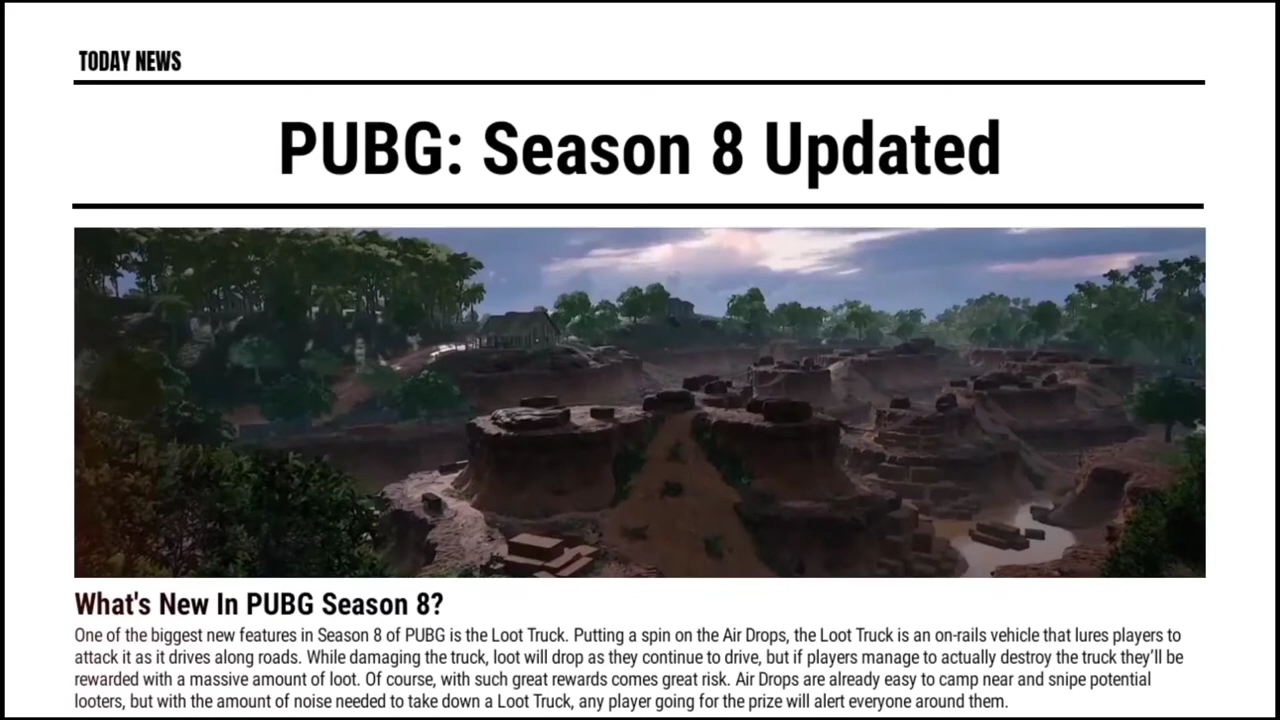 TODAY NEWS
PUBG: Season 8 Updated
What's New In PUBG Season 8?
One of the biggest new features in Season 8 of PUBG is the Loot Truck. Putting a spin on the Air Drops, the Loot Truck is an on-rails vehicle that lures players to
attack it as it drives along roads. While damaging the truck, loot will drop as they continue to drive, but if players manage to actually destroy the truck they’ll be
rewarded with a massive amount of loot. Of course, with such great rewards comes great risk. Air Drops are already easy to camp near and snipe potential
looters, but with the amount of noise needed to take down a Loot Truck, any player going for the prize will alert everyone around them.